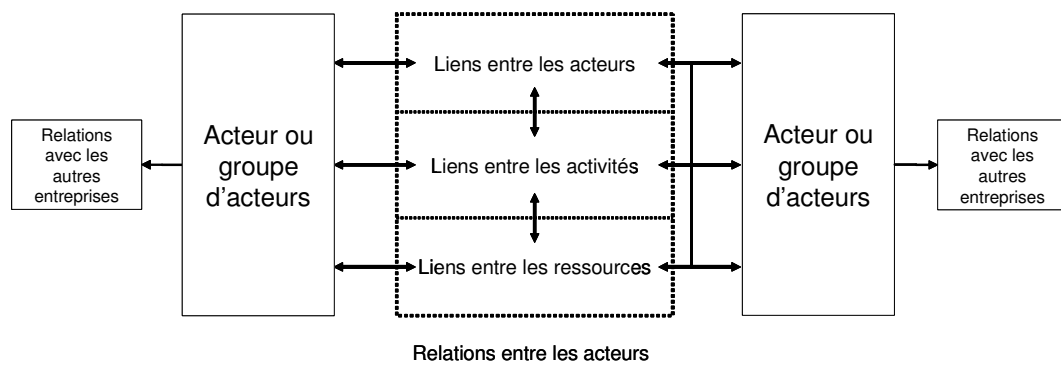 Relations
avec les
autres
entreprises
Acteur ou
groupe
d’acteurs
Liens entre les acteurs
Liens entre les activités
Liens entre les ressources
Acteur ou
groupe
d’acteurs
Relations
avec les
autres
entreprises
Relations entre les acteurs